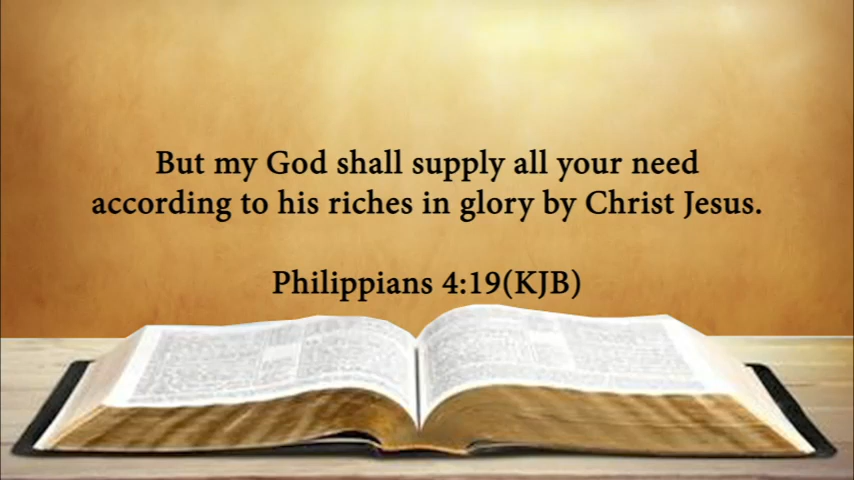 But my God shall supply all your need
according to his riches in glory by Christ Jesus.
Philippians 4:19(KJB)